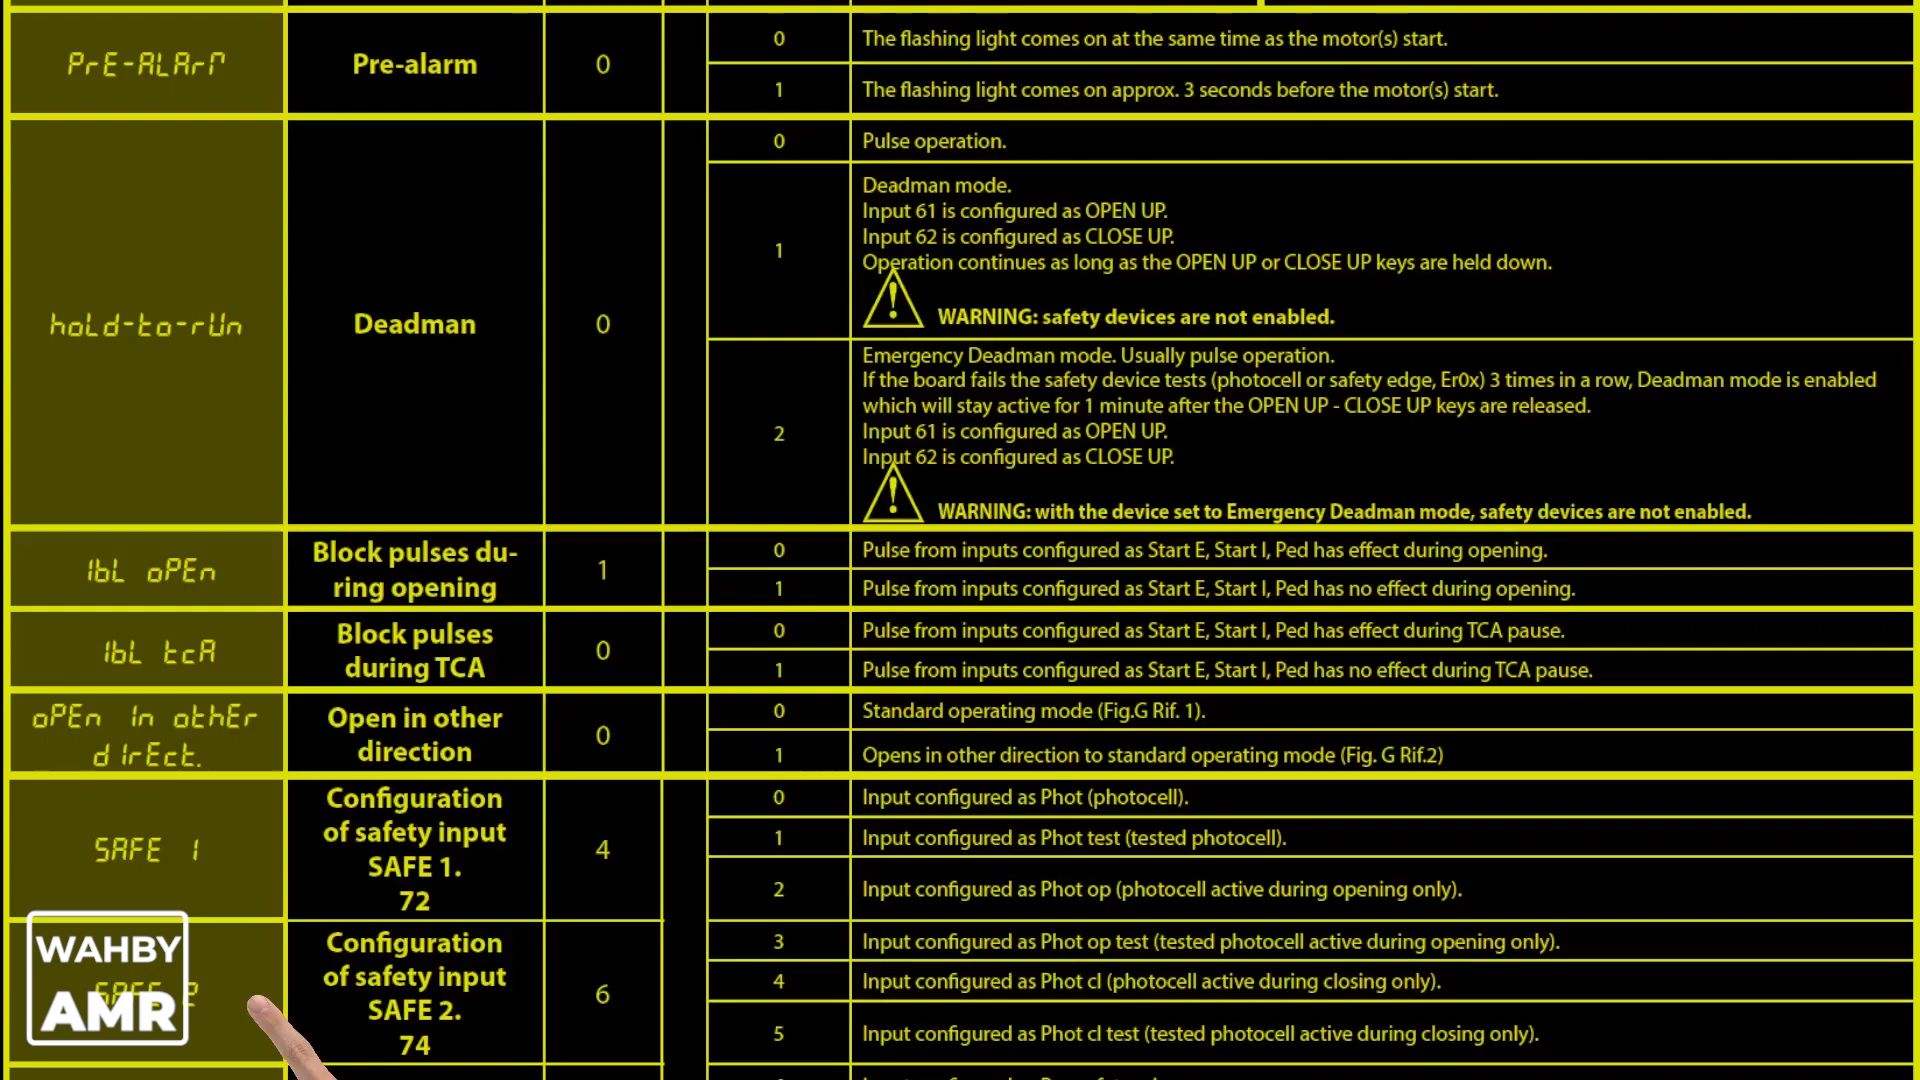 PrE-ALArM
Pre-alarm
0
0
The flashing light comes on at the same time as the motor(s) start.
1
The flashing light comes on approx. 3 seconds before the motor(s) start.
hoLd-to-rUn
Deadman
0
0
Pulse operation.
1
Deadman mode.
Input 61 is configured as OPEN UP.
Input 62 is configured as CLOSE UP.
Operation continues as long as the OPEN UP or CLOSE UP keys are held down.
WARNING: safety devices are not enabled.
2
Emergency Deadman mode. Usually pulse operation.
If the board fails the safety device tests (photocell or safety edge, Er0x) 3 times in a row, Deadman mode is enabled
which will stay active for 1 minute after the OPEN UP - CLOSE UP keys are released.
Input 61 is configured as OPEN UP.
Input 62 is configured as CLOSE UP.
WARNING: with the device set to Emergency Deadman mode, safety devices are not enabled.
IbL oPEn
Block pulses du-
ring opening
1
0
Pulse from inputs configured as Start E, Start I, Ped has effect during opening.
1
Pulse from inputs configured as Start E, Start I, Ped has no effect during opening.
IbL tcA
Block pulses
during TCA
0
0
Pulse from inputs configured as Start E, Start I, Ped has effect during TCA pause.
1
Pulse from inputs configured as Start E, Start I, Ped has no effect during TCA pause.
oPEn In othEr
dIrEct.
Open in other
direction
0
0
Standard operating mode (Fig.G Rif. 1).
1
Opens in other direction to standard operating mode (Fig. G Rif.2)
SAFE 1
Configuration
of safety input
SAFE 1.
72
4
0
Input configured as Phot (photocell).
1
Input configured as Phot test (tested photocell).
2
Input configured as Phot op (photocell active during opening only).
SAFE 2
Configuration
of safety input
SAFE 2.
74
6
3
Input configured as Phot op test (tested photocell active during opening only).
4
Input configured as Phot cl (photocell active during closing only).
5
Input configured as Phot cl test (tested photocell active during closing only).
WAHBY
AMR